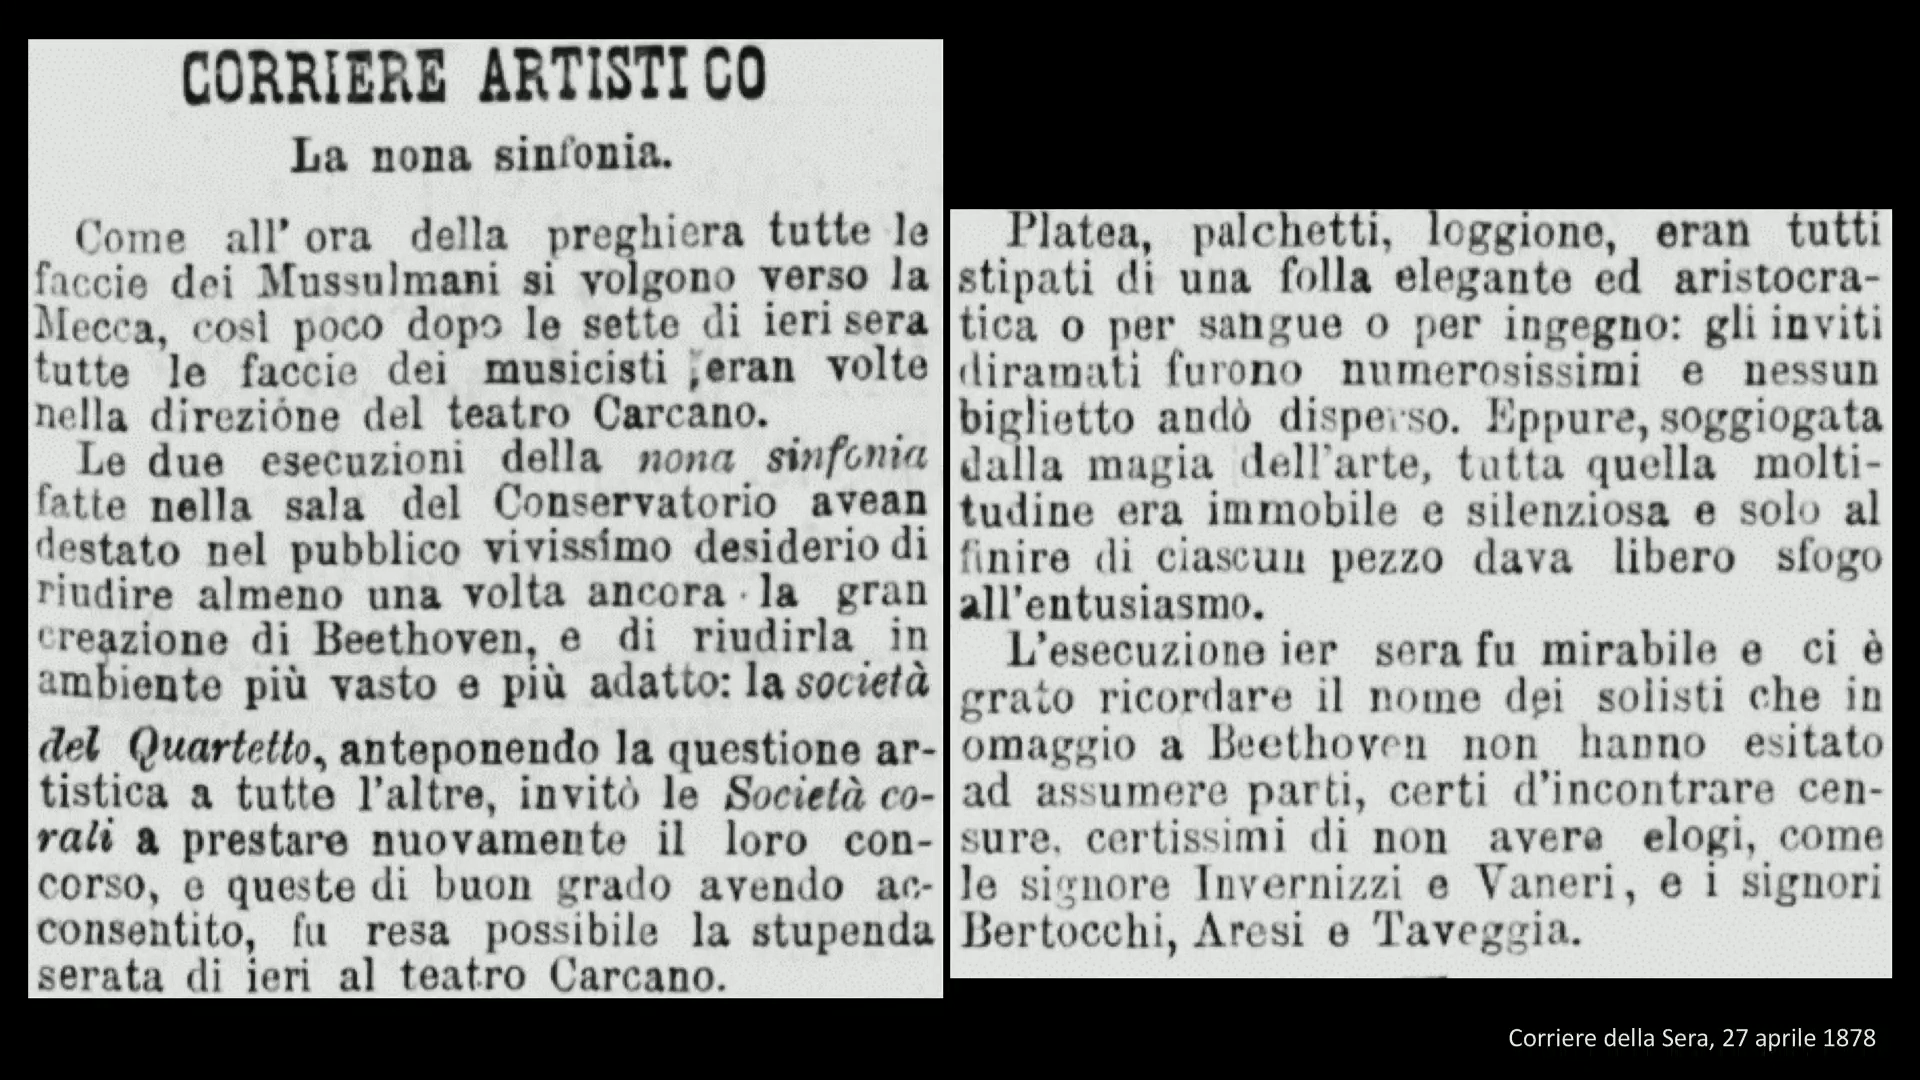 CORRIERE ARTISTICO
La nona sinfonia.
Come all'ora della preghiera tutte le
faccie dei Mussulmani si volgono verso la
Mecca, così poco dopo le sette di ieri sera
tutte le faccie dei musicisti eran volte
nella direzione del teatro Carcano.
Le due esecuzioni della nona sinfonia
fatte nella sala del Conservatorio avean
destato nel pubblico vivissimo desiderio di
riudire almeno una volta ancora la gran
creazione di Beethoven, e di riudirla in
ambiente più vasto e più adatto: la società
del Quartetto, anteponendo la questione ar-
tistica a tutte l'altre, invitò le Società co-
rali a prestare nuovamente il loro con-
corso, e queste di buon grado avendo ac-
consentito, fu resa possibile la stupenda
serata di ieri al teatro Carcano.
Platea, palchetti, loggione, eran tutti
stipati di una folla elegante ed aristocra-
tica o per sangue o per ingegno: gli inviti
diramati furono numerosissimi e nessun
biglietto andò disperso. Eppure, soggiogata
dalla magia dell'arte, tutta quella molti-
tudine era immobile e silenziosa e solo al
finire di ciascun pezzo dava libero sfogo
all'entusiasmo.
L'esecuzione ier sera fu mirabile e ci è
grato ricordare il nome dei solisti che in
omaggio a Beethoven non hanno esitato
ad assumere parti, certi d'incontrare cen-
sure, certissimi di non avere elogi, come
le signore Invernizzi e Vaneri, e i signori
Bertocchi, Aresi e Taveggia.
Corriere della Sera, 27 aprile 1878